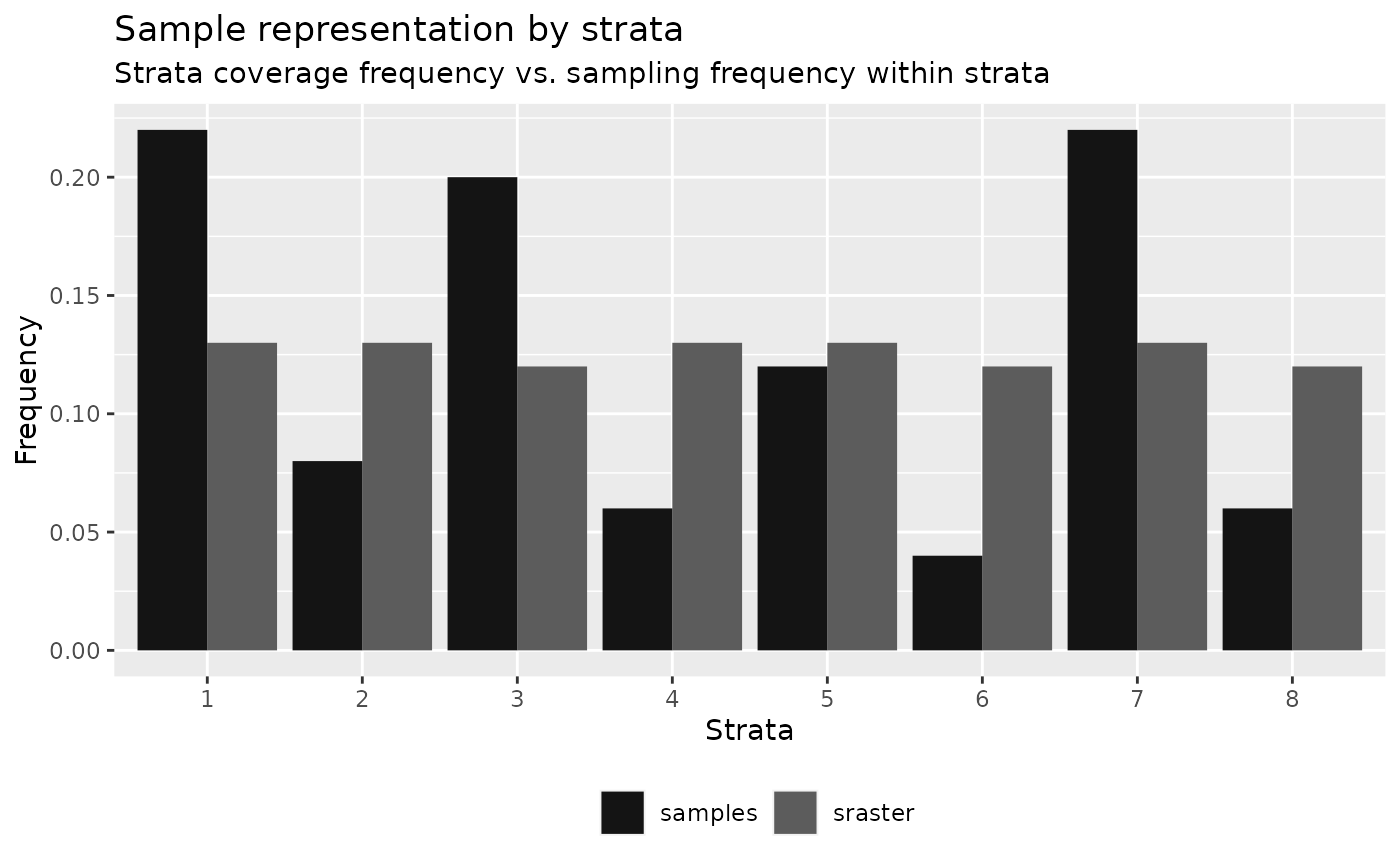 Sample representation by strata
Strata coverage frequency vs. sampling frequency within strata
Frequency
0.20
0.15
0.10
0.05
0.00
1 2 3 4 5 6 7 8
Strata
samples sraster